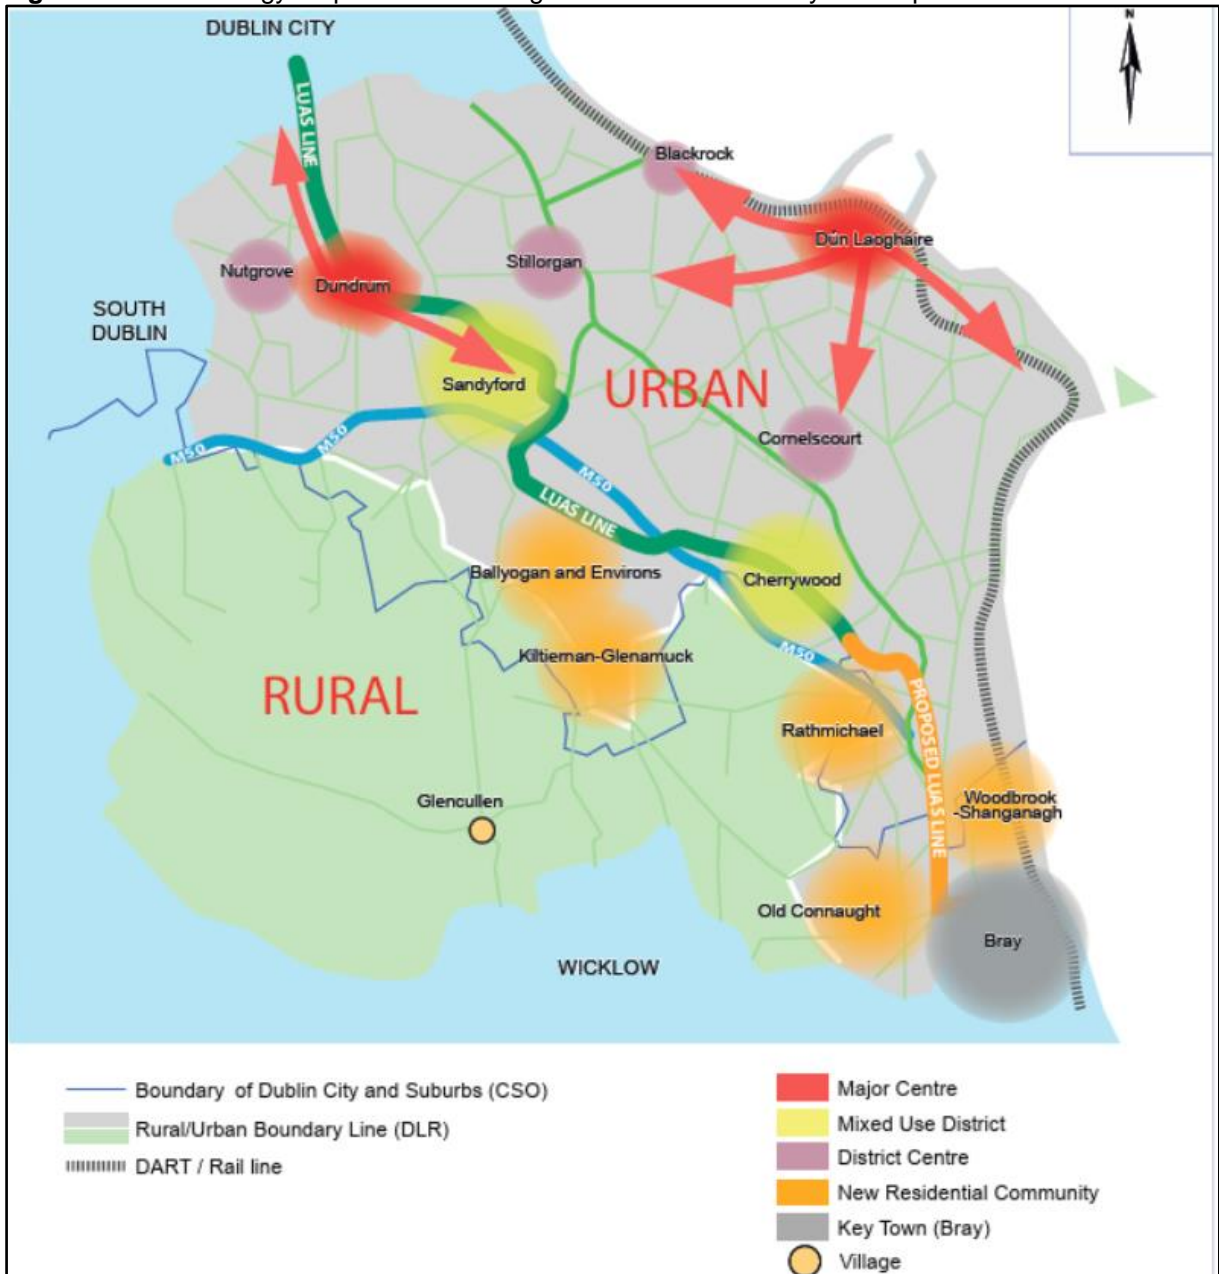 N
DUBLIN CITY
LUAS LINE
Blackrock
Dún Laoghaire
Nutgrove
Stillorgan
Dundrum
SOUTH
DUBLIN
Sandyford
URBAN
Cornelscourt
M50
M50
M50
LUAS LINE
Ballyogan and Environs
Cherrywood
Kiltiernan-Glenamuck
M50
RURAL
PROPOSED LUAS LINE
Rathmichael
Glencullen
Woodbrook
-Shanganagh
Old Connaught
Bray
WICKLOW
Boundary of Dublin City and Suburbs (CSO)
Rural/Urban Boundary Line (DLR)
DART / Rail line
Major Centre
Mixed Use District
District Centre
New Residential Community
Key Town (Bray)
Village